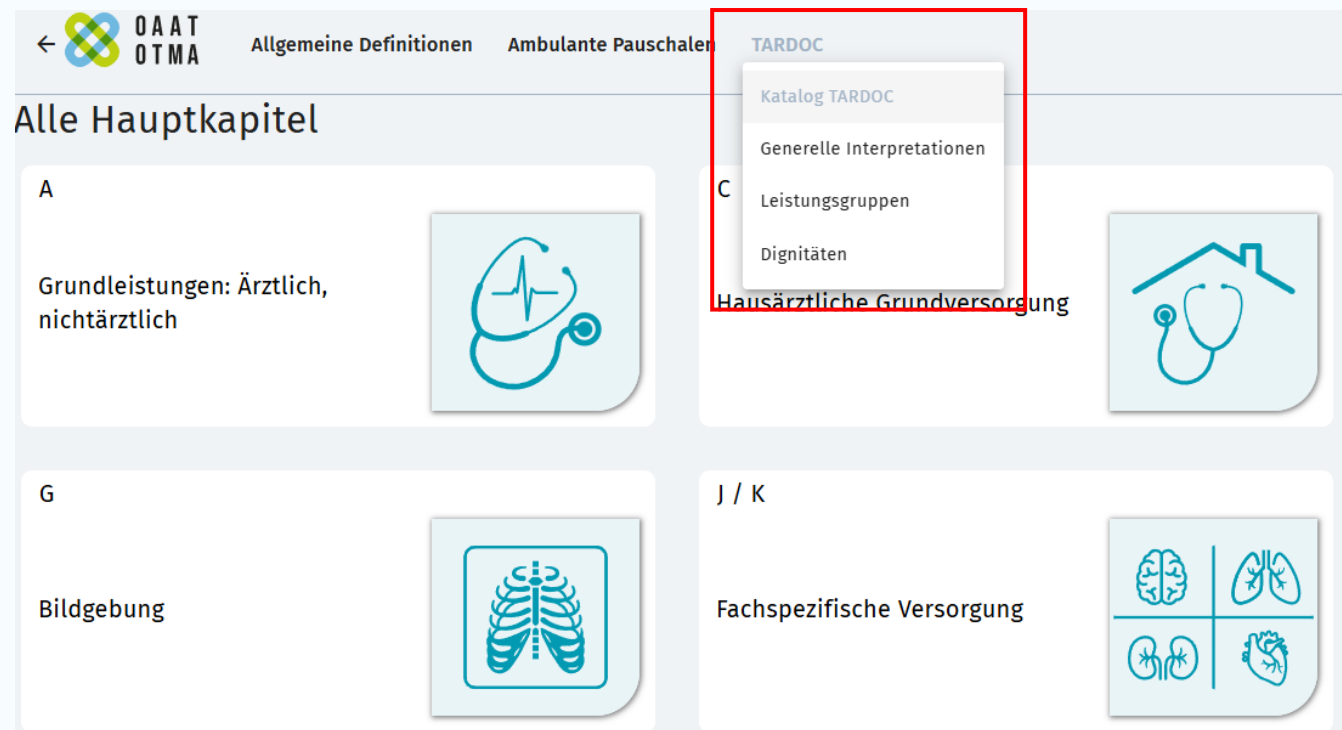 OAAT
OTMA
Allgemeine Definitionen
Ambulante Pauschalen
TARDOC
Katalog TARDOC
Generelle Interpretationen
Leistungsgruppen
Dignitäten
Alle Hauptkapitel
A
Grundleistungen: Ärztlich,
nichtärztlich
C
Hausärztliche Grundversorgung
G
Bildgebung
J / K
Fachspezifische Versorgung